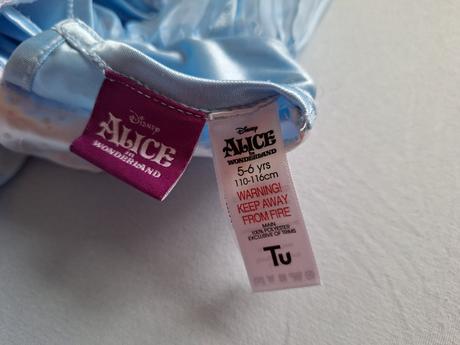 Disney
ALICE
IN
WONDERLAND
Disney
ALICE
IN
WONDERLAND
5-6 yrs
110-116cm
WARNING!
KEEP AWAY
FROM FIRE
MAIN
100% POLYESTER
EXCLUSIVE OF TRIMS
Tu